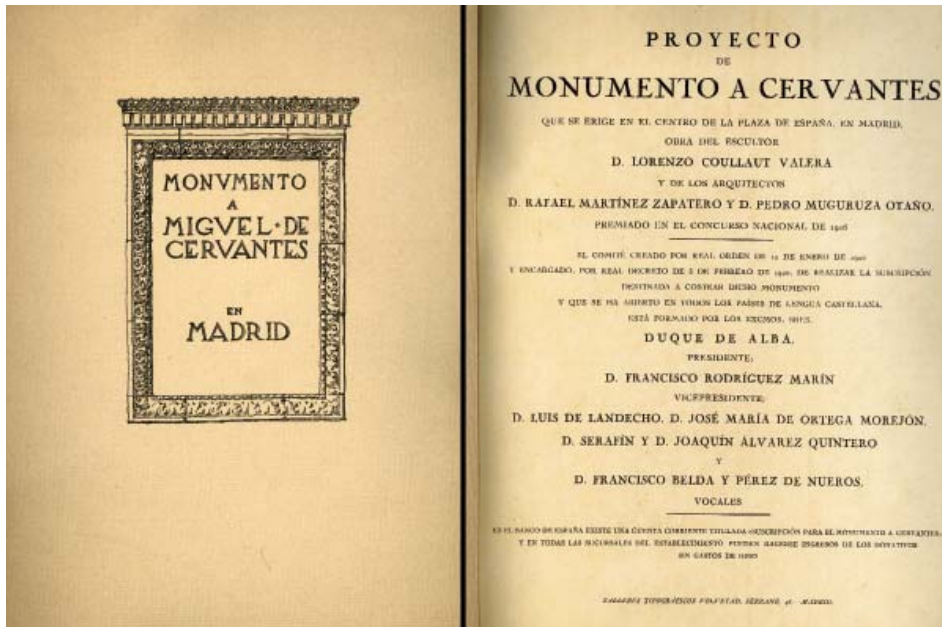 MONVMENTO
A
MIGVEL·DE
CERVANTES
EN
MADRID
PROYECTO
DE
MONUMENTO A CERVANTES
QUE SE ERIGE EN EL CENTRO DE LA PLAZA DE ESPAÑA, EN MADRID,
OBRA DEL ESCULTOR
D. LORENZO COULLAUT VALERA
Y DE LOS ARQUITECTOS
D. RAFAEL MARTÍNEZ ZAPATERO Y D. PEDRO MUGURUZA OTAÑO,
PREMIADO EN EL CONCURSO NACIONAL DE
EL COMITÉ CREADO POR REAL ORDEN DE 12 DE ENERO DE 1920
Y ENCARGADO, POR REAL DECRETO DE 5 DE FEBRERO DE 1920, DE REALIZAR LA SUSCRIPCIÓN
DESTINADA A COSTEAR DICHO MONUMENTO
Y QUE SE HA ABIERTO EN TODOS LOS PAÍSES DE LENGUA CASTELLANA,
ESTÁ FORMADO POR LOS EXCMOS. SRES.
DUQUE DE ALBA,
PRESIDENTE;
D. FRANCISCO RODRÍGUEZ MARÍN
VICEPRESIDENTE;
D. LUIS DE LANDECHO, D. JOSÉ MARÍA DE ORTEGA MOREJÓN,
D. SERAFÍN Y D. JOAQUÍN ÁLVAREZ QUINTERO
Y
D. FRANCISCO BELDA Y PÉREZ DE NUEROS,
VOCALES
EN EL BANCO DE ESPAÑA EXISTE UNA CUENTA CORRIENTE TITULADA «SUSCRIPCIÓN PARA EL MONUMENTO A CERVANTES»,
Y EN TODAS LAS SUCURSALES DEL ESTABLECIMIENTO PUEDEN HACERSE INGRESOS DE LOS DONATIVOS
SIN GASTOS DE GIRO
TALLERES TIPOGRÁFICOS VOLUNTAD, SERRANO, 48. MADRID.